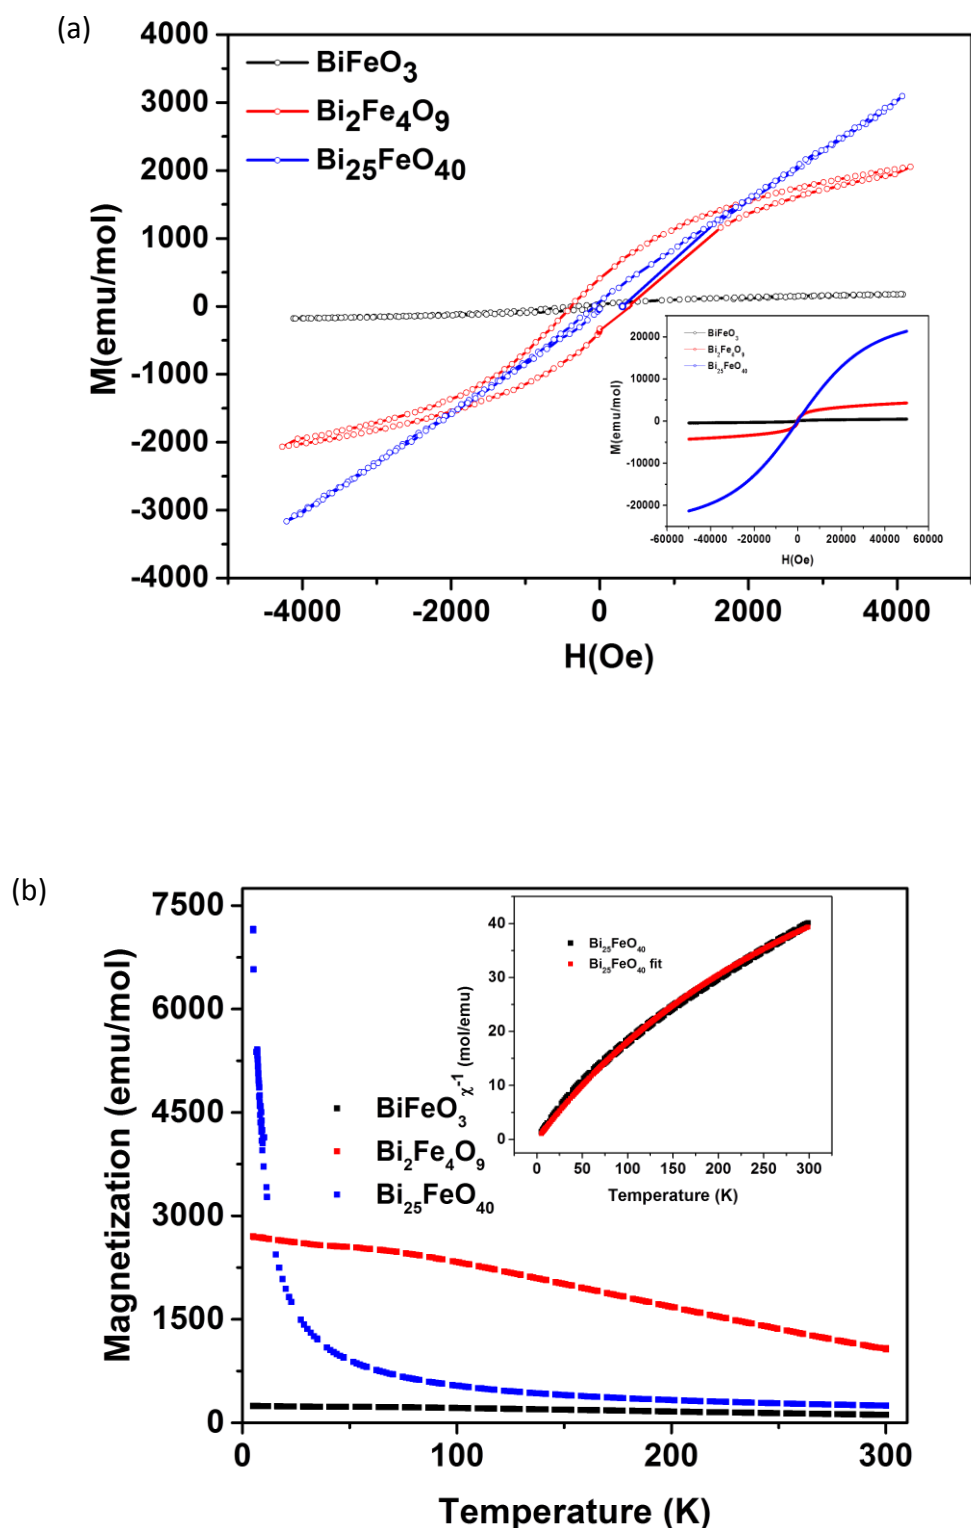 (a)
4000
3000
2000
1000
0
-1000
-2000
-3000
-4000
M(emu/mol)
BiFeO3
Bi2Fe4O9
Bi25FeO40
-4000 -2000 0 2000 4000
H(Oe)
20000
10000
0
-10000
-20000
M(emu/mol)
BiFeO3
Bi2Fe4O9
Bi25FeO40
-60000 -40000 -20000 0 20000 40000 60000
H(Oe)
(b)
7500
6000
4500
3000
1500
0
Magnetization (emu/mol)
BiFeO3
Bi2Fe4O9
Bi25FeO40
0 100 200 300
Temperature (K)
40
30
20
10
0
χ-1 (mol/emu)
Bi25FeO40
Bi25FeO40 fit
0 50 100 150 200 250 300
Temperature (K)